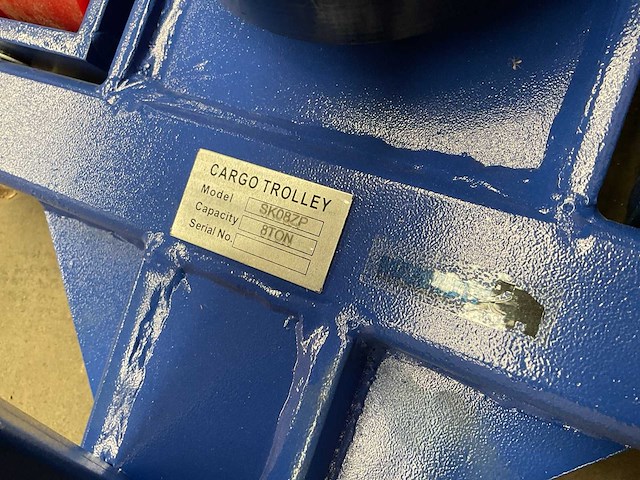 CARGO TROLLEY
Model SK08ZP
Capacity 8TON
Serial No.